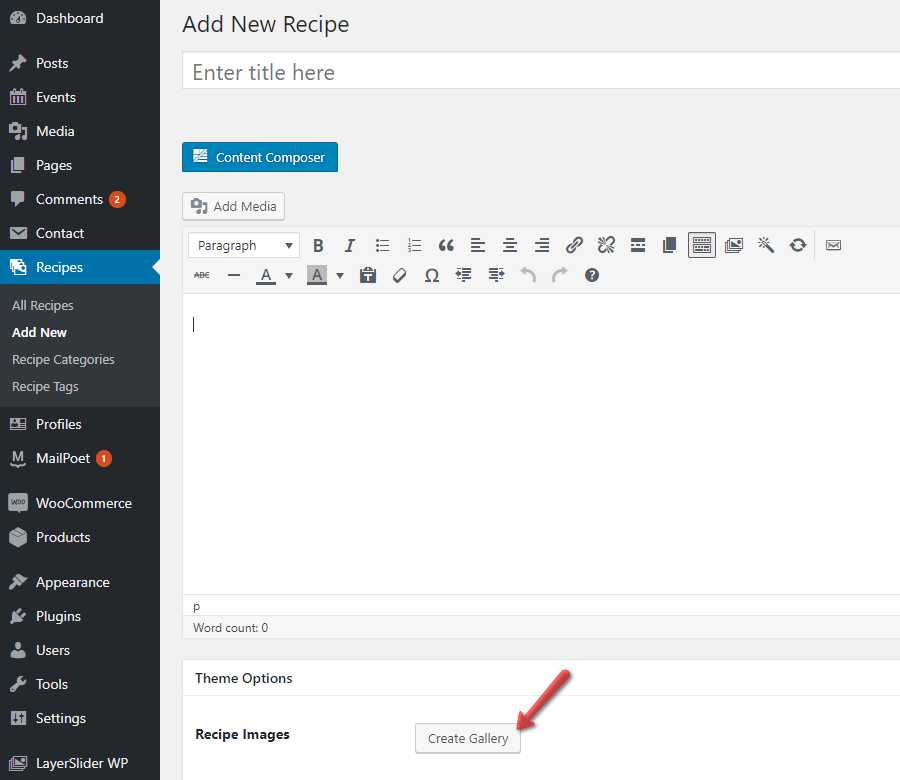 Dashboard
Posts
Events
Media
Pages
Comments 2
Contact
Recipes
All Recipes
Add New
Recipe Categories
Recipe Tags
Profiles
MailPoet 1
WooCommerce
Products
Appearance
Plugins
Users
Tools
Settings
LayerSlider WP
Add New Recipe
Enter title here
Content Composer
Add Media
Paragraph
ABC A A
p
Word count: 0
Theme Options
Recipe Images
Create Gallery